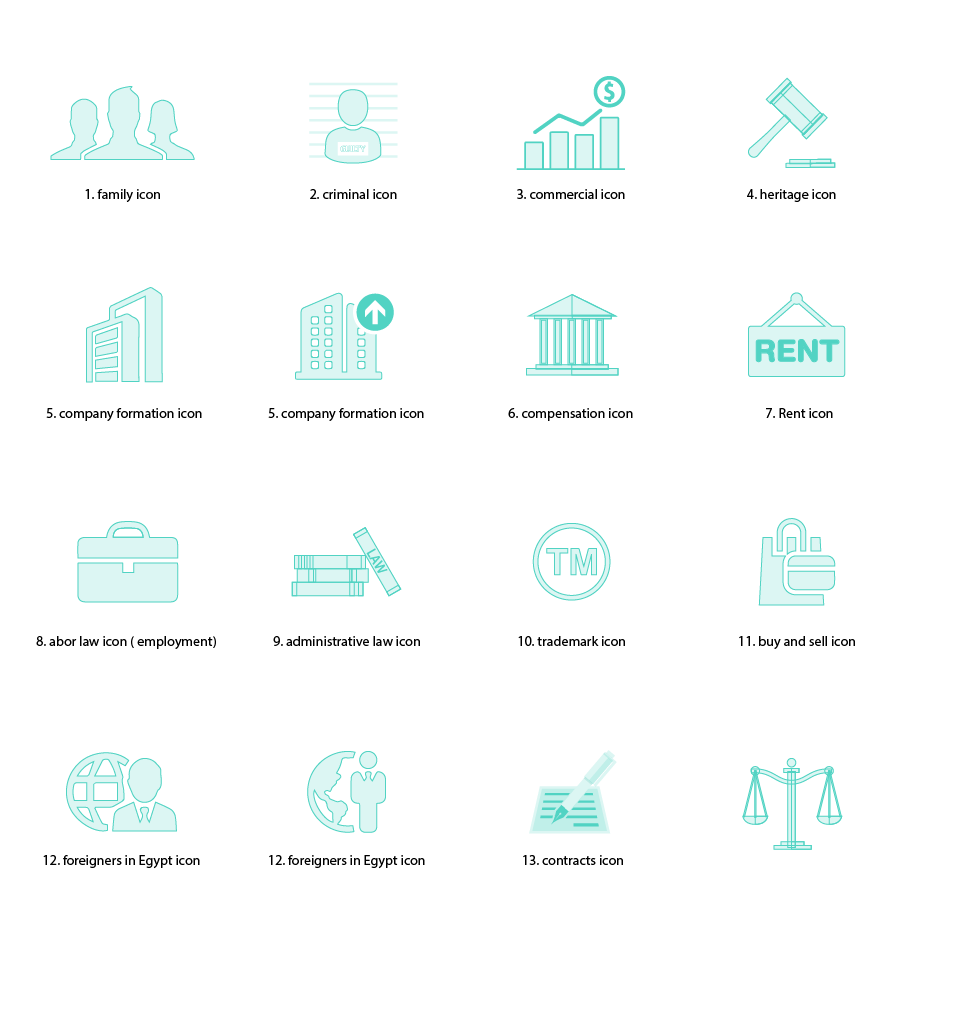 $
GUILTY
1. family icon
2. criminal icon
3. commercial icon
4. heritage icon
RENT
5. company formation icon
5. company formation icon
6. compensation icon
7. Rent icon
LAW
TM
8. abor law icon ( employment)
9. administrative law icon
10. trademark icon
11. buy and sell icon
12. foreigners in Egypt icon
12. foreigners in Egypt icon
13. contracts icon